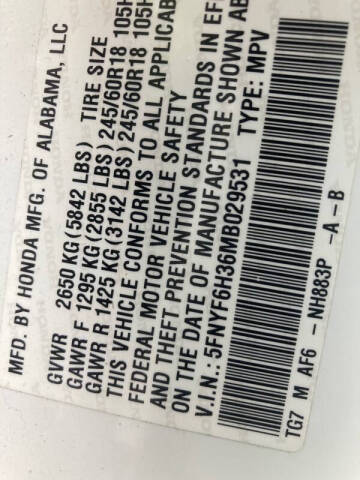 MFD. BY HONDA MFG. OF ALABAMA, LLC
GVWR 2650 KG(5842 LBS) TIRE SIZE
GAWR F 1295 KG(2855 LBS)245/60R18 105H
GAWR R 1425 KG(3142 LBS)245/60R18 105H
THIS VEHICLE CONFORMS TO ALL APPLICAB
FEDERAL MOTOR VEHICLE SAFETY
AND THEFT PREVENTION STANDARDS IN EF
ON THE DATE OF MANUFACTURE SHOWN AB
V.I.N.: 5FNYF6H36MB029531 TYPE: MPV
TG7 M AF6 - NH883P -A-B